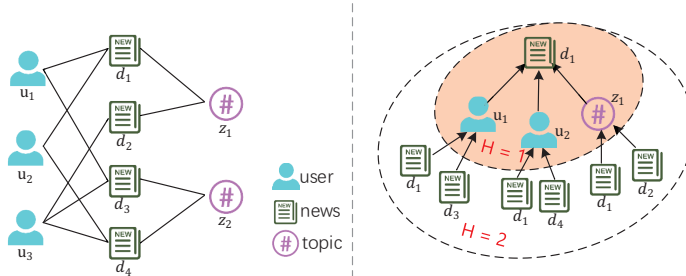 NEW
d1
u1
NEW
d2
z1
u2
NEW
d3
z2
u3
NEW
d4
user
NEW news
topic
NEW
d1
u1
u2
z1
H = 1
NEW
d1
NEW
d3
NEW
d1
NEW
d4
NEW
d1
NEW
d2
H = 2